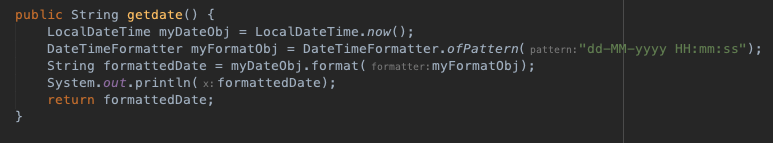 public String getdate() {
LocalDateTime myDateObj = LocalDateTime.now();
DateTimeFormatter myFormatObj = DateTimeFormatter.ofPattern( pattern: "dd-MM-yyyy HH:mm:ss");
String formattedDate = myDateObj.format( formatter: myFormatObj);
System.out.println( x: formattedDate);
return formattedDate;
}